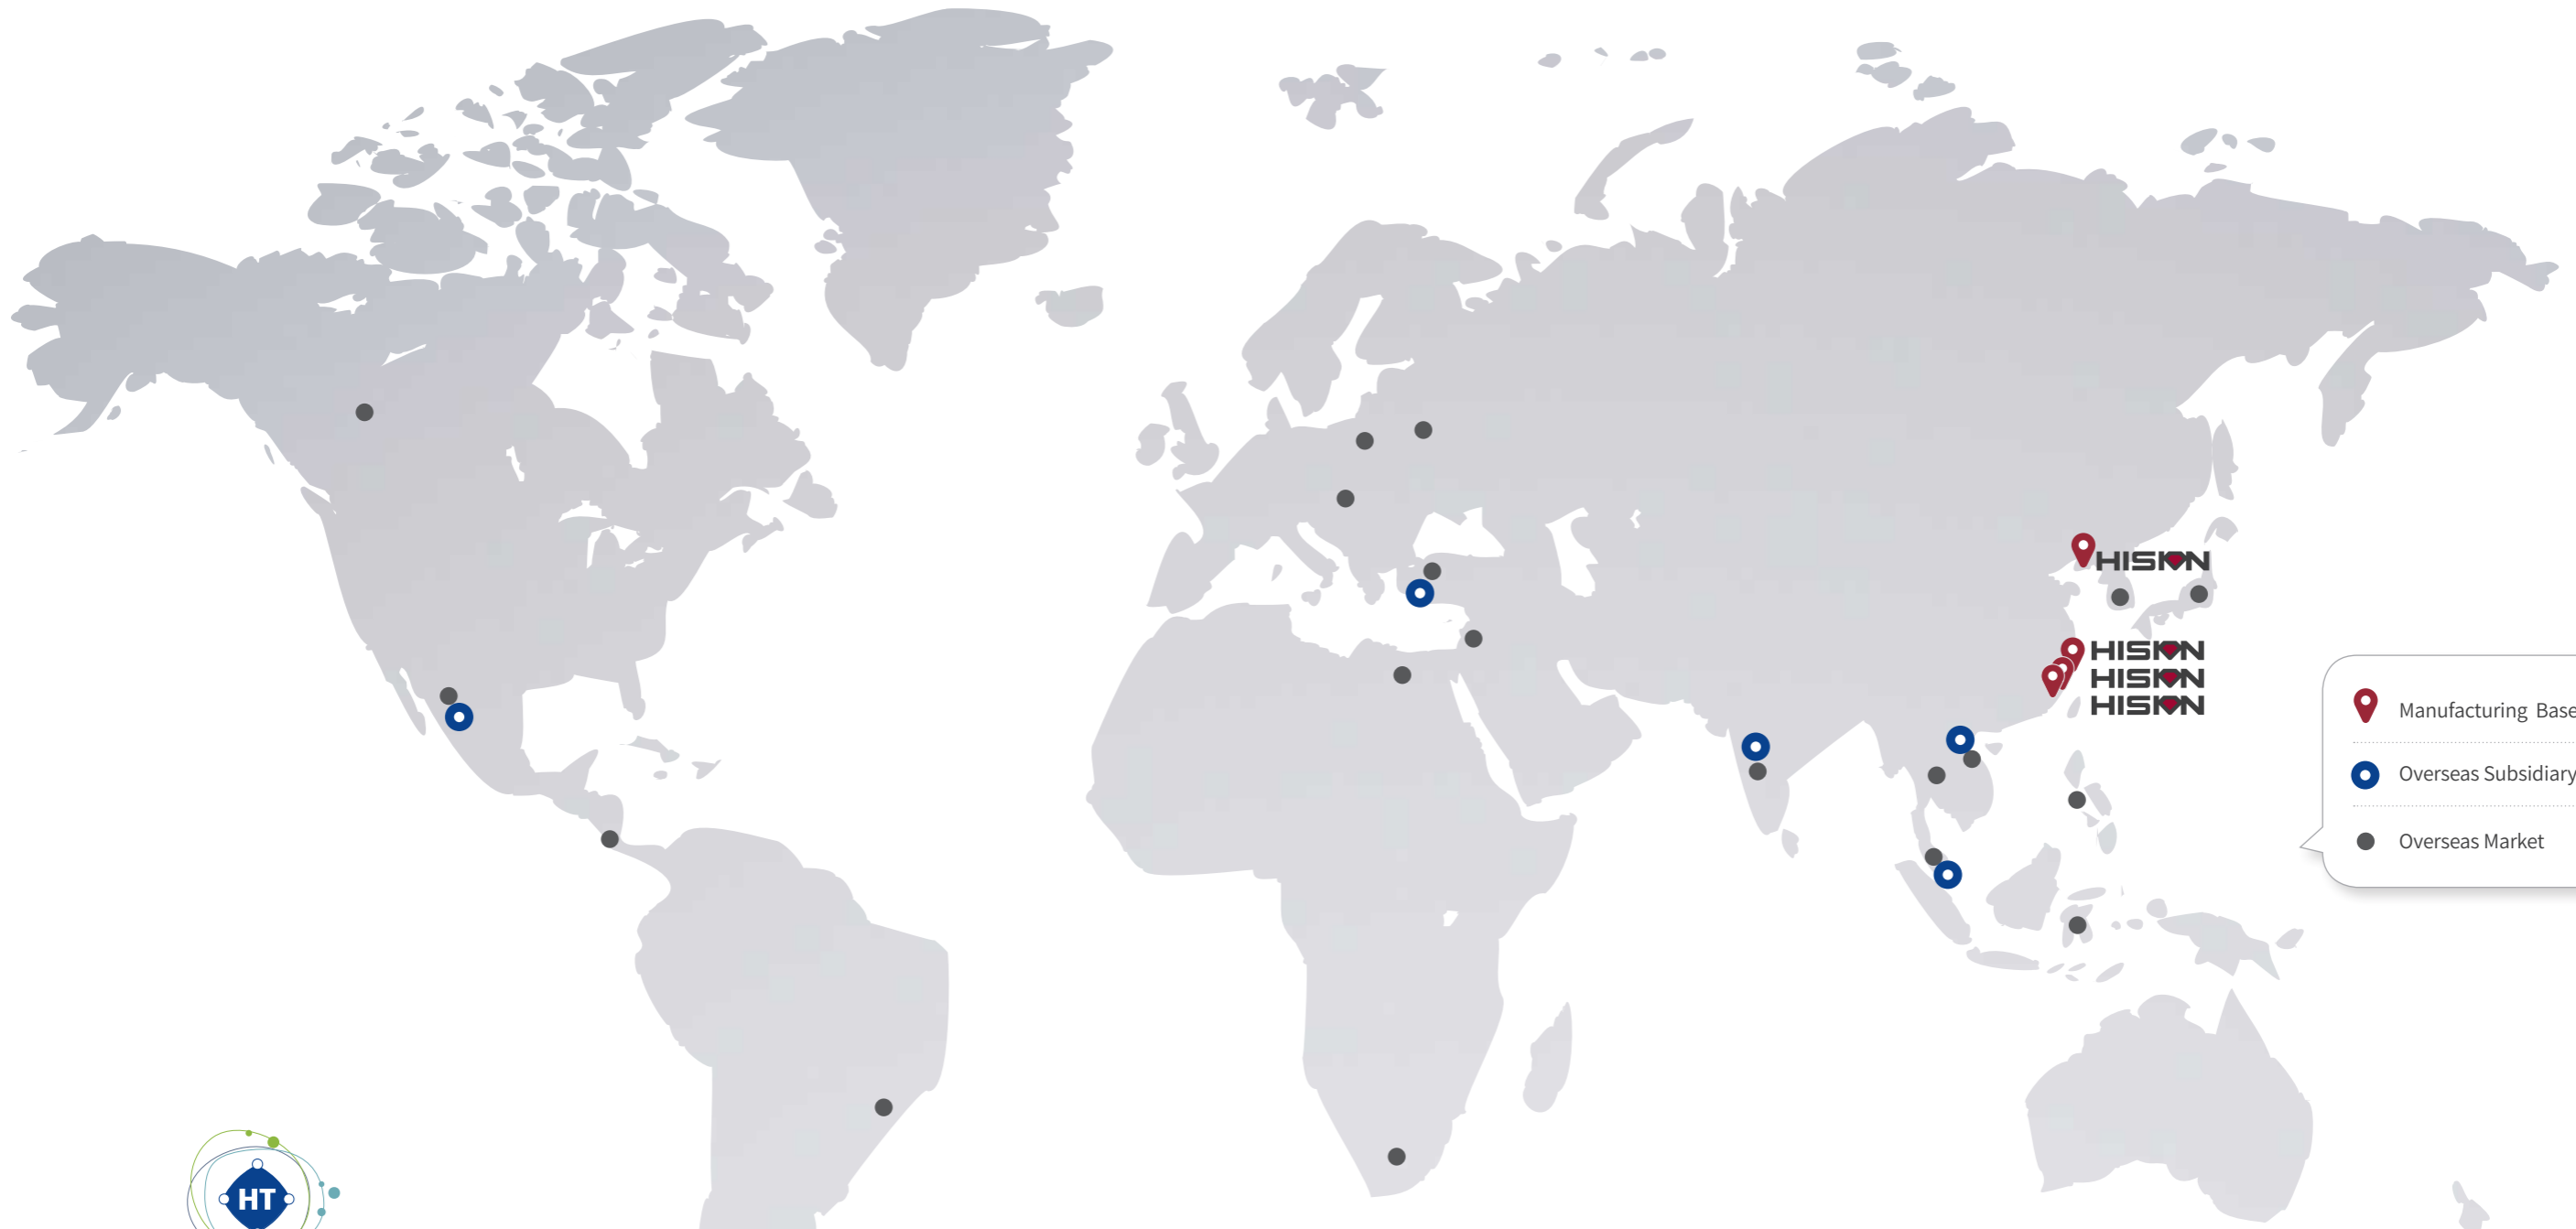 HISION
HISION
HISION
HISION
Manufacturing Base
Overseas Subsidiary
Overseas Market
HT